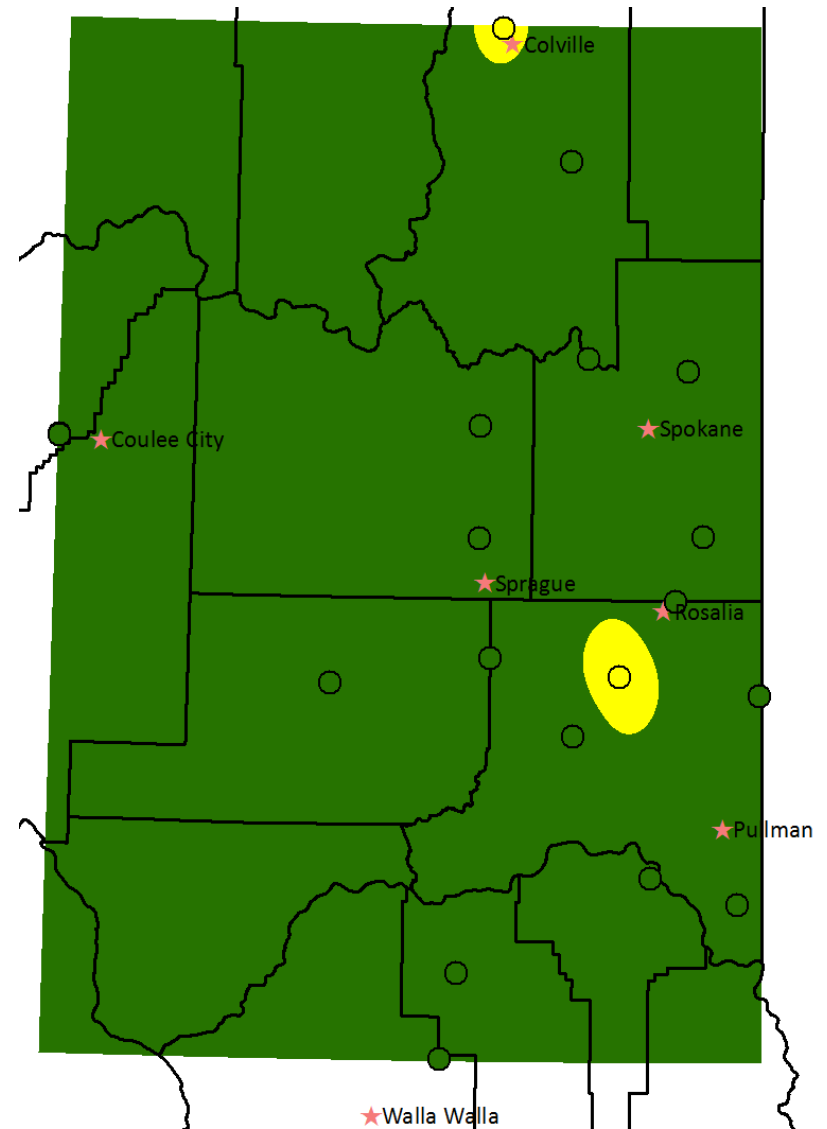 Colville
Coulee City
Spokane
Sprague
Rosalia
Pullman
Walla Walla